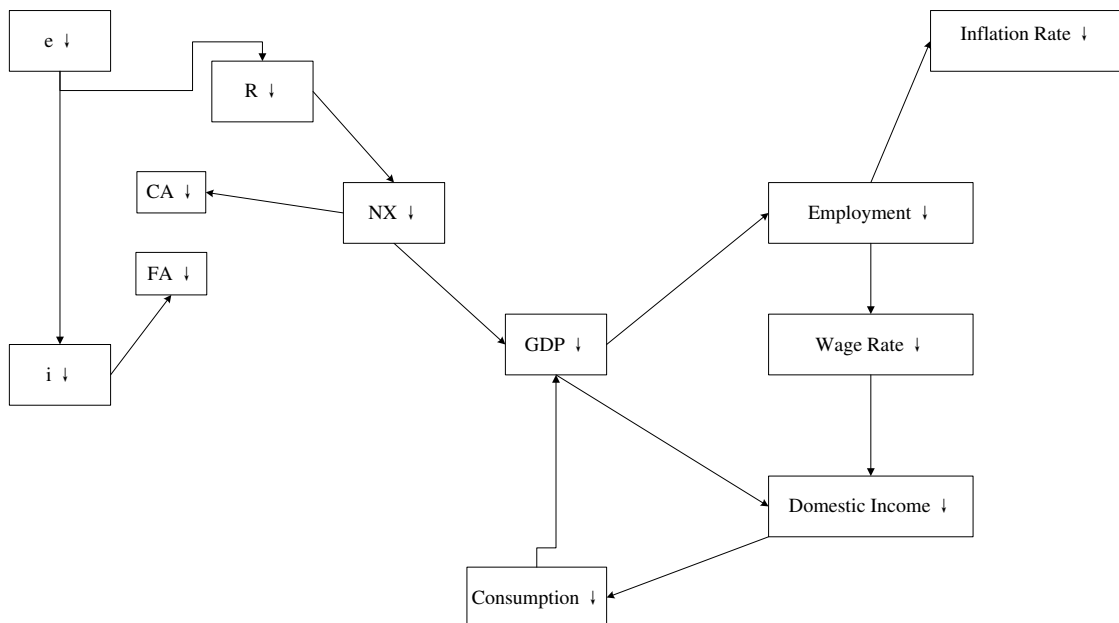 e ↓
Inflation Rate ↓
R ↓
CA ↓
NX ↓
Employment ↓
FA ↓
GDP ↓
Wage Rate ↓
i ↓
Domestic Income ↓
Consumption ↓